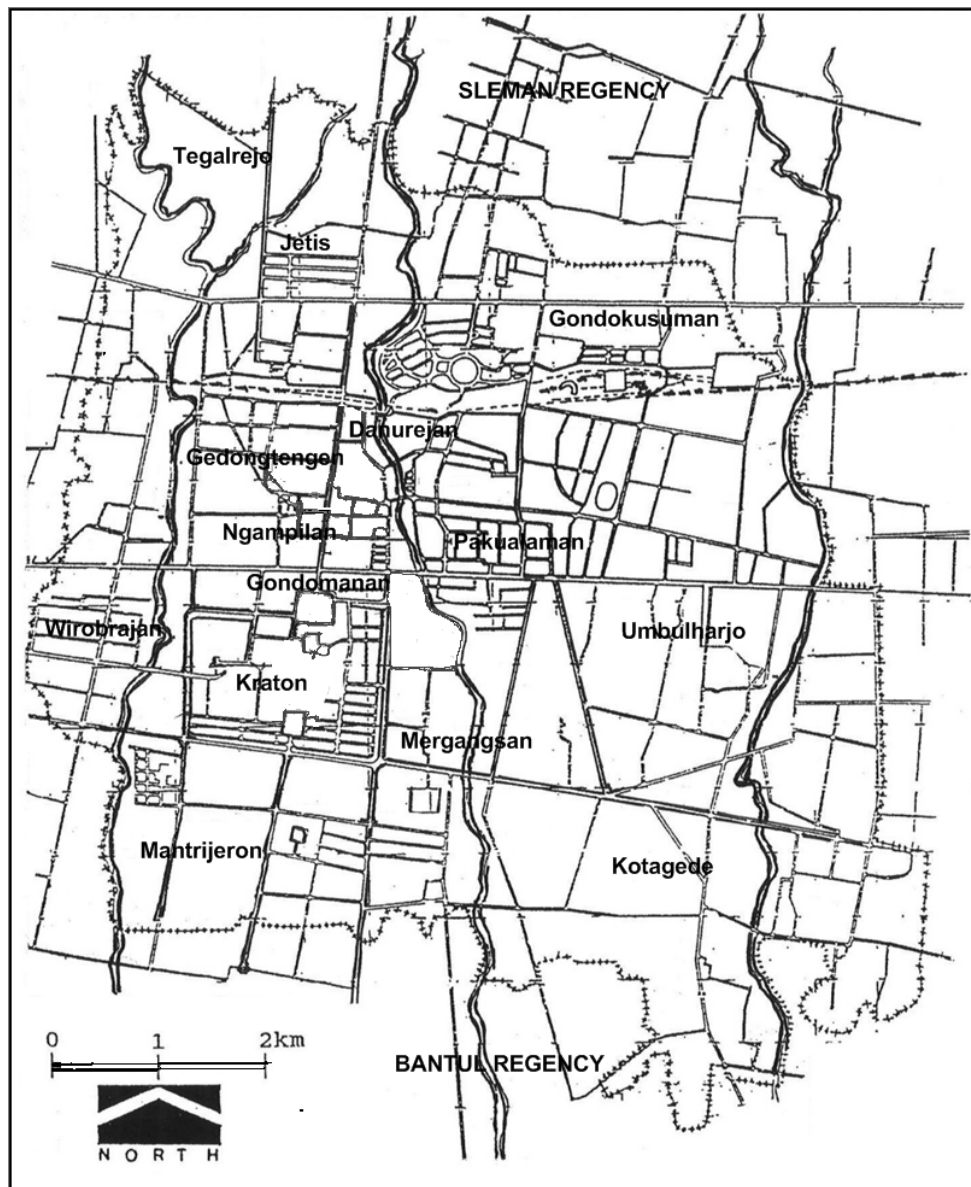 SLEMAN REGENCY
Tegalrejo
Jetis
Gondokusuman
Danurejan
Gedongtengen
Ngampilan
Pakualaman
Gondomanan
Wirobrajan
Umbulharjo
Kraton
Mergangsan
Mantrijeron
Kotagede
0 1 2km
BANTUL REGENCY
NORTH